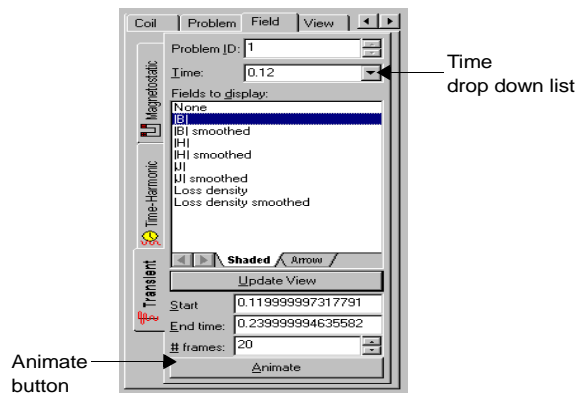 Coil Problem Field View
Magnetostatic
Time-Harmonic
Transient
Problem ID: 1
Time: 0.12
Time
drop down list
Fields to display:
None
|B|
|B| smoothed
|H|
|H| smoothed
|J|
|J| smoothed
Loss density
Loss density smoothed
Shaded Arrow
Update View
Start 0.119999997317791
End time: 0.239999994635582
# frames: 20
Animate
Animate
button